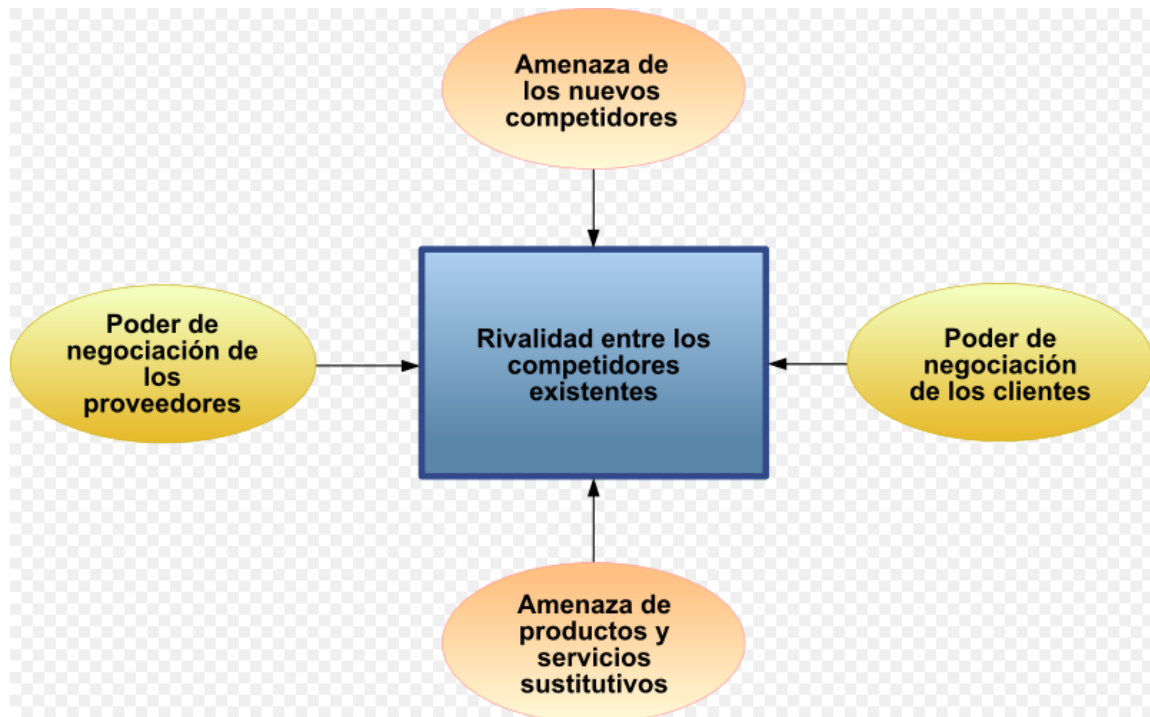 Amenaza de
los nuevos
competidores
Poder de
negociación de
los
proveedores
Rivalidad entre los
competidores
existentes
Poder de
negociación
de los clientes
Amenaza de
productos y
servicios
sustitutivos